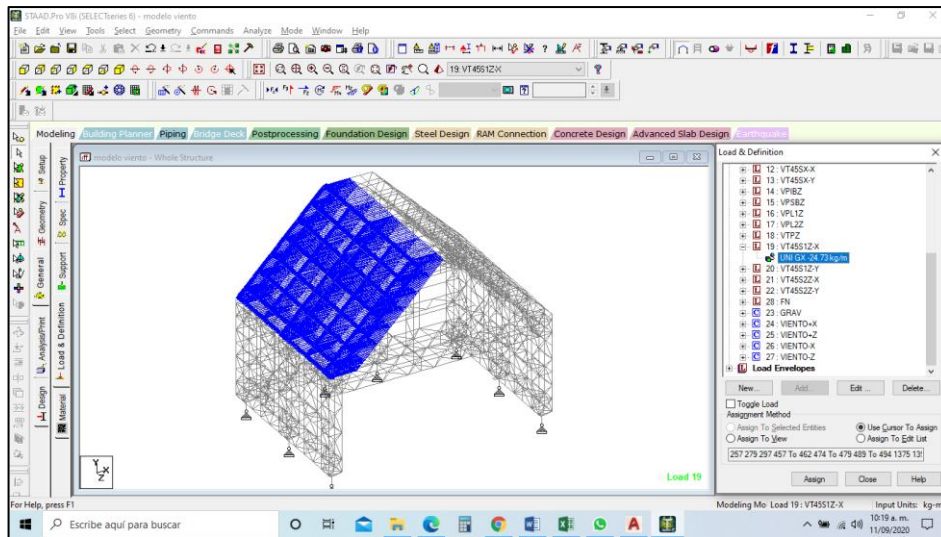 STAAD.Pro V8i (SELECTseries 6) - modelo viento
File Edit View Tools Select Geometry Commands Analyze Mode Window Help
19: VT45S1Z-X
Modeling Building Planner Piping Bridge Deck Postprocessing Foundation Design Steel Design RAM Connection Concrete Design Advanced Slab Design Earthquake
Setup
Geometry
General
Analysis/Print
Design
Property
Spec
Support
Load & Definition
Material
modelo viento - Whole Structure
Y
X
Z
Load 19
Load & Definition
12 : VT45SX-X
13 : VT45SX-Y
14 : VPIBZ
15 : VPSBZ
16 : VPL1Z
17 : VPL2Z
18 : VTPZ
19 : VT45S1Z-X
UNI GX -24.73 kg/m
20 : VT45S1Z-Y
21 : VT45S2Z-X
22 : VT45S2Z-Y
28 : FN
23 : GRAV
24 : VIENTO+X
25 : VIENTO+Z
26 : VIENTO-X
27 : VIENTO-Z
Load Envelopes
New... Add... Edit ... Delete...
Toggle Load
Assignment Method
Assign To Selected Entities Use Cursor To Assign
Assign To View Assign To Edit List
257 279 297 457 To 462 474 To 479 489 To 494 1375
Assign Close Help
For Help, press F1
Modeling Mo Load 19 : VT45S1Z-X Input Units: kg-m
Escribe aquí para buscar
10:19 a. m.
11/09/2020